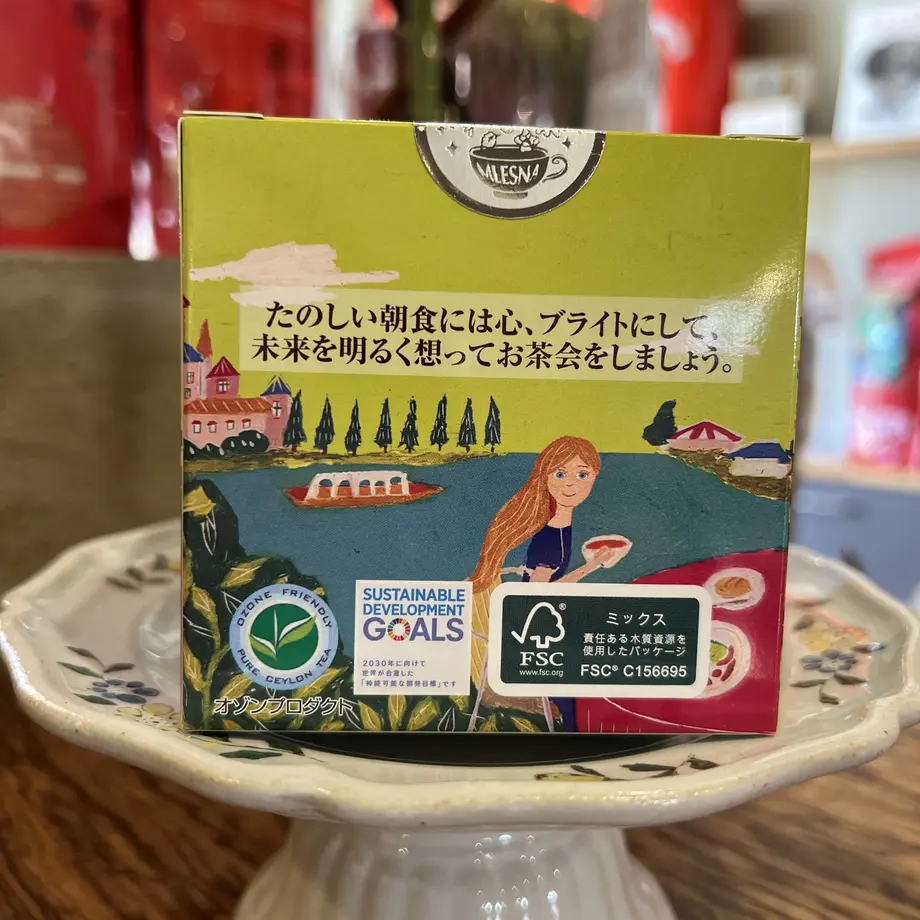 MLESNA
たのしい朝食には心、ブライトにして、
未来を明るく想ってお茶会をしましょう。
OZONE FRIENDLY
PURE CEYLON TEA
オゾンプロダクト
SUSTAINABLE
DEVELOPMENT
GOALS
2030年に向けて
世界が合意した
「持続可能な開発目標」です
FSC
www.fsc.org
ミックス
責任ある木質資源を
使用したパッケージ
FSC® C156695